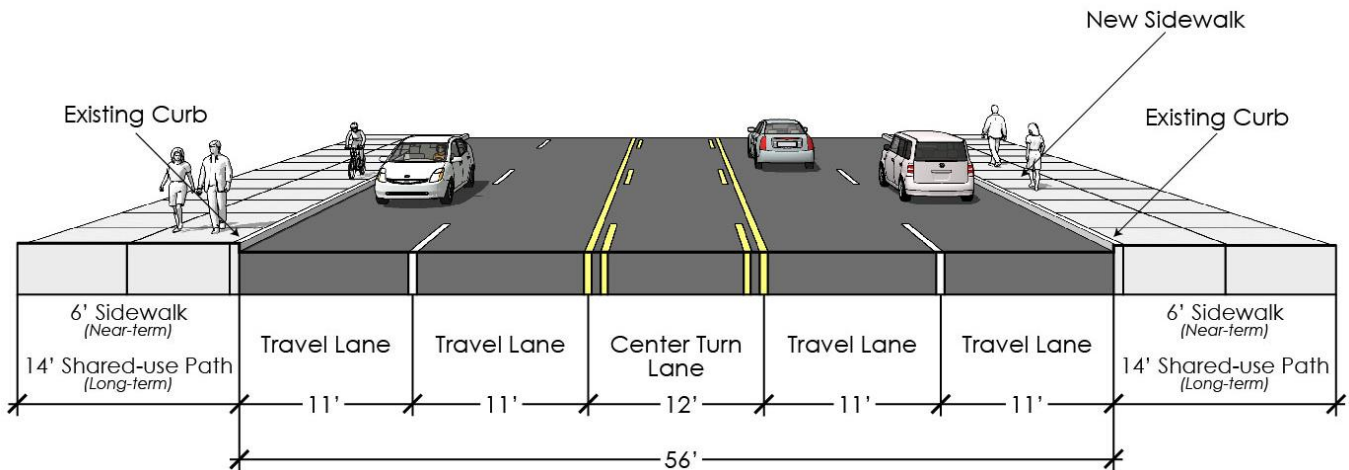 New Sidewalk
Existing Curb
Existing Curb
6' Sidewalk
(Near-term)
14' Shared-use Path
(Long-term)
Travel Lane
Travel Lane
Center Turn
Lane
Travel Lane
Travel Lane
6' Sidewalk
(Near-term)
14' Shared-use Path
(Long-term)
11'
11'
12'
11'
11'
56'